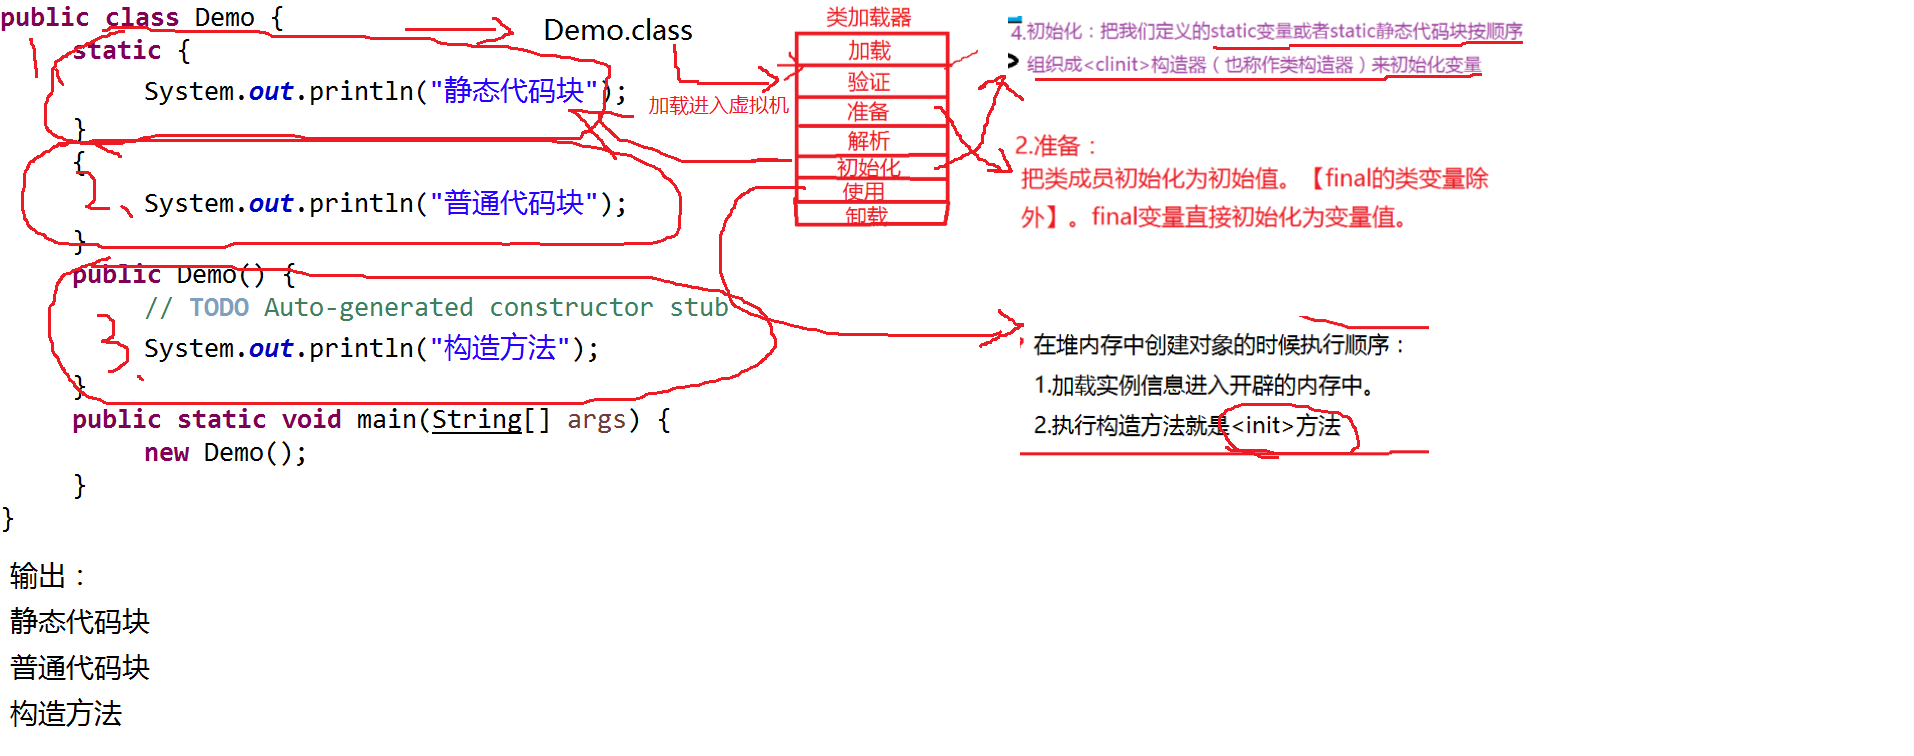 public class Demo {
static {
System.out.println("静态代码块");
}
{
System.out.println("普通代码块");
}
public Demo() {
// TODO Auto-generated constructor stub
System.out.println("构造方法");
}
public static void main(String[] args) {
new Demo();
}
}
输出：
静态代码块
普通代码块
构造方法
1
2、
3、
Demo.class
加载进入虚拟机
类加载器
加载
验证
准备
解析
初始化
使用
卸载
4.初始化：把我们定义的static变量或者static静态代码块按顺序
组织成<clinit>构造器（也称作类构造器）来初始化变量
2.准备：
把类成员初始化为初始值。【final的类变量除
外】。final变量直接初始化为变量值。
在堆内存中创建对象的时候执行顺序：
1.加载实例信息进入开辟的内存中。
2.执行构造方法就是<init>方法